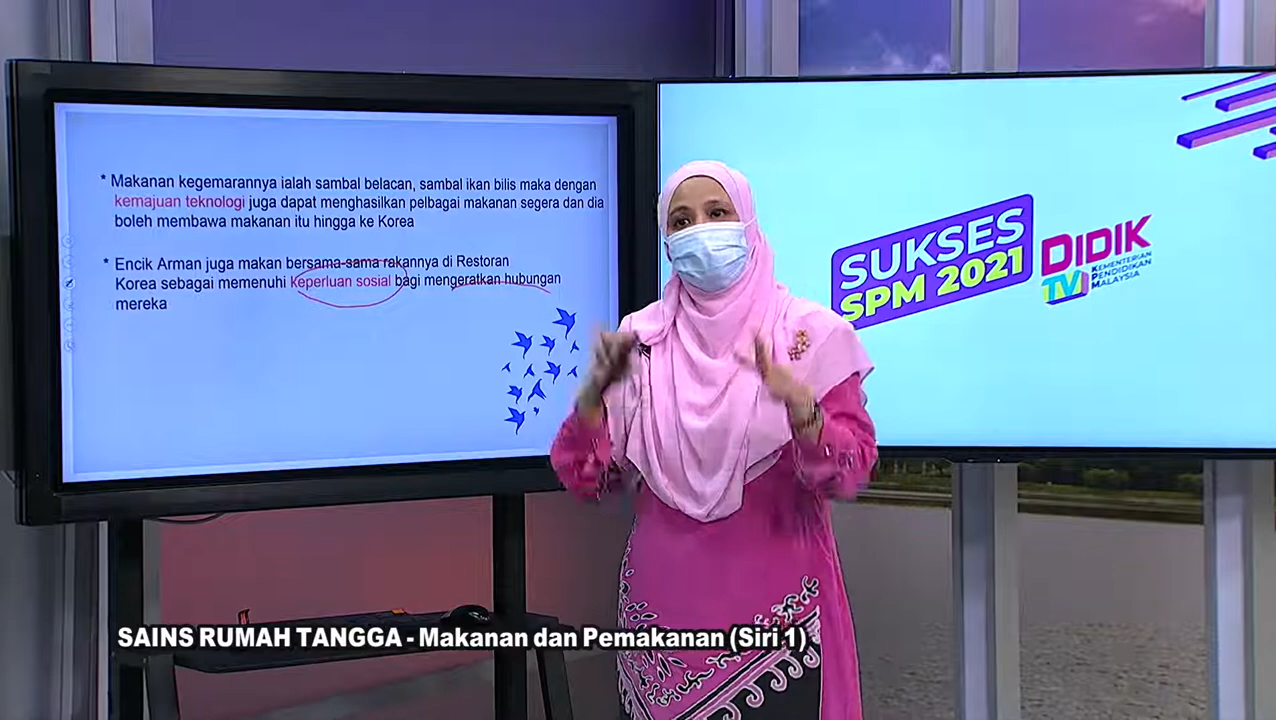 * Makanan kegemarannya ialah sambal belacan, sambal ikan bilis maka dengan
kemajuan teknologi juga dapat menghasilkan pelbagai makanan segera dan dia
boleh membawa makanan itu hingga ke Korea
* Encik Arman juga makan bersama-sama rakannya di Restoran
Korea sebagai memenuhi keperluan sosial bagi mengeratkan hubungan
mereka
SUKSES
SPM 2021
DIDIK
TV
KEMENTERIAN
PENDIDIKAN
MALAYSIA
SAINS RUMAH TANGGA - Makanan dan Pemakanan (Siri 1)